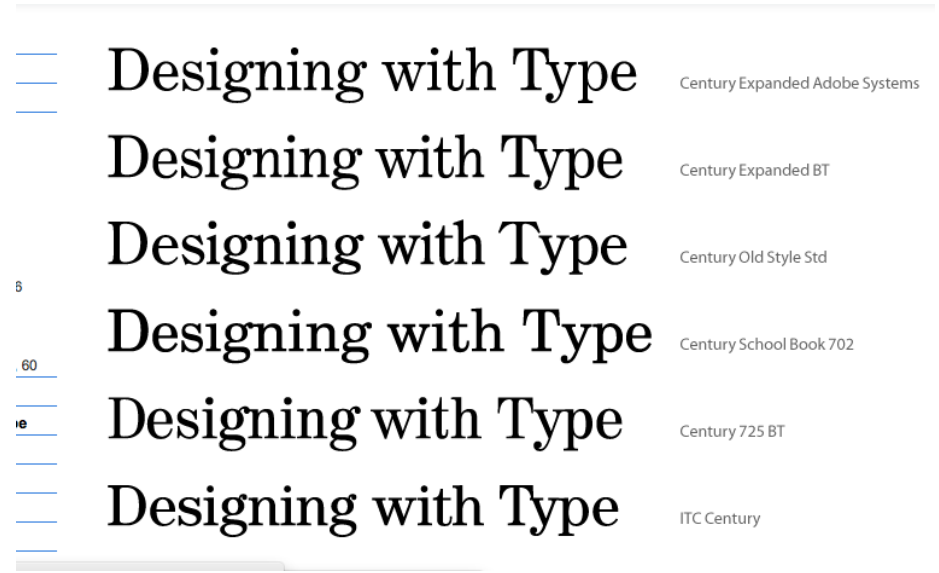 Designing with Type Century Expanded Adobe Systems
Designing with Type Century Expanded BT
Designing with Type Century Old Style Std
6
Designing with Type Century School Book 702
60
Designing with Type Century 725 BT
Designing with Type ITC Century